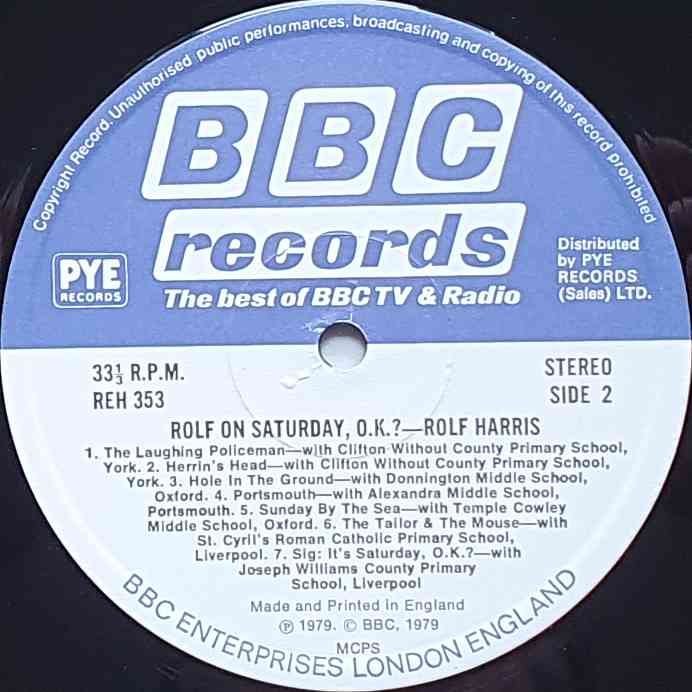 Copyright Record. Unauthorised public performances, broadcasting and copying of this record prohibited
BBC
records
The best of BBC TV & Radio
PYE
RECORDS
Distributed
by PYE
RECORDS
(Sales) LTD.
33⅓ R.P.M.
REH 353
STEREO
SIDE 2
ROLF ON SATURDAY, O.K.?—ROLF HARRIS
1. The Laughing Policeman—with Clifton Without County Primary School,
York. 2. Herrin's Head—with Clifton Without County Primary School,
York. 3. Hole In The Ground—with Donnington Middle School,
Oxford. 4. Portsmouth—with Alexandra Middle School,
Portsmouth. 5. Sunday By The Sea—with Temple Cowley
Middle School, Oxford. 6. The Tailor & The Mouse—with
St. Cyril's Roman Catholic Primary School,
Liverpool. 7. Sig: It's Saturday, O.K.?—with
Joseph Williams County Primary
School, Liverpool
Made and Printed in England
℗ 1979. © BBC, 1979
MCPS
BBC ENTERPRISES LONDON ENGLAND